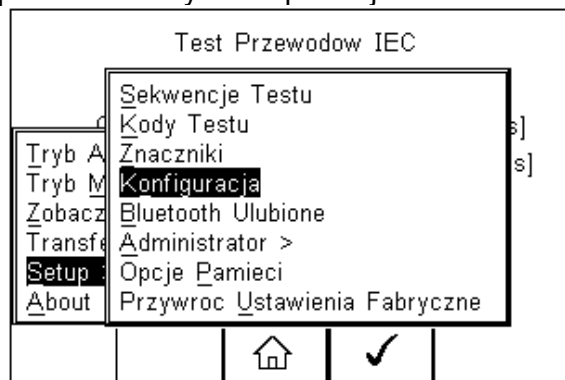 Test Przewodow IEC
Sekwencje Testu
Kody Testu
Znaczniki
Konfiguracja
Bluetooth Ulubione
Administrator >
Opcje Pamieci
Przywroc Ustawienia Fabryczne
s]
s]
Tryb A
Tryb M
Zobacz
Transfe
Setup
About